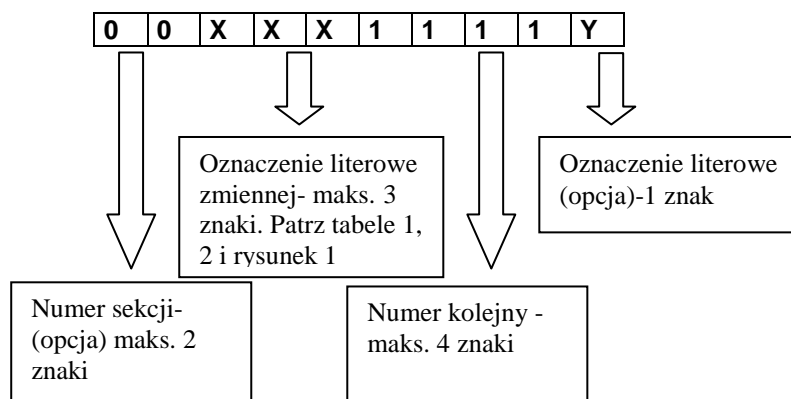 0 0 X X X 1 1 1 1 Y
Oznaczenie literowe
zmiennej- maks. 3
znaki. Patrz tabele 1,
2 i rysunek 1
Oznaczenie literowe
(opcja)-1 znak
Numer sekcji-
(opcja) maks. 2
znaki
Numer kolejny -
maks. 4 znaki